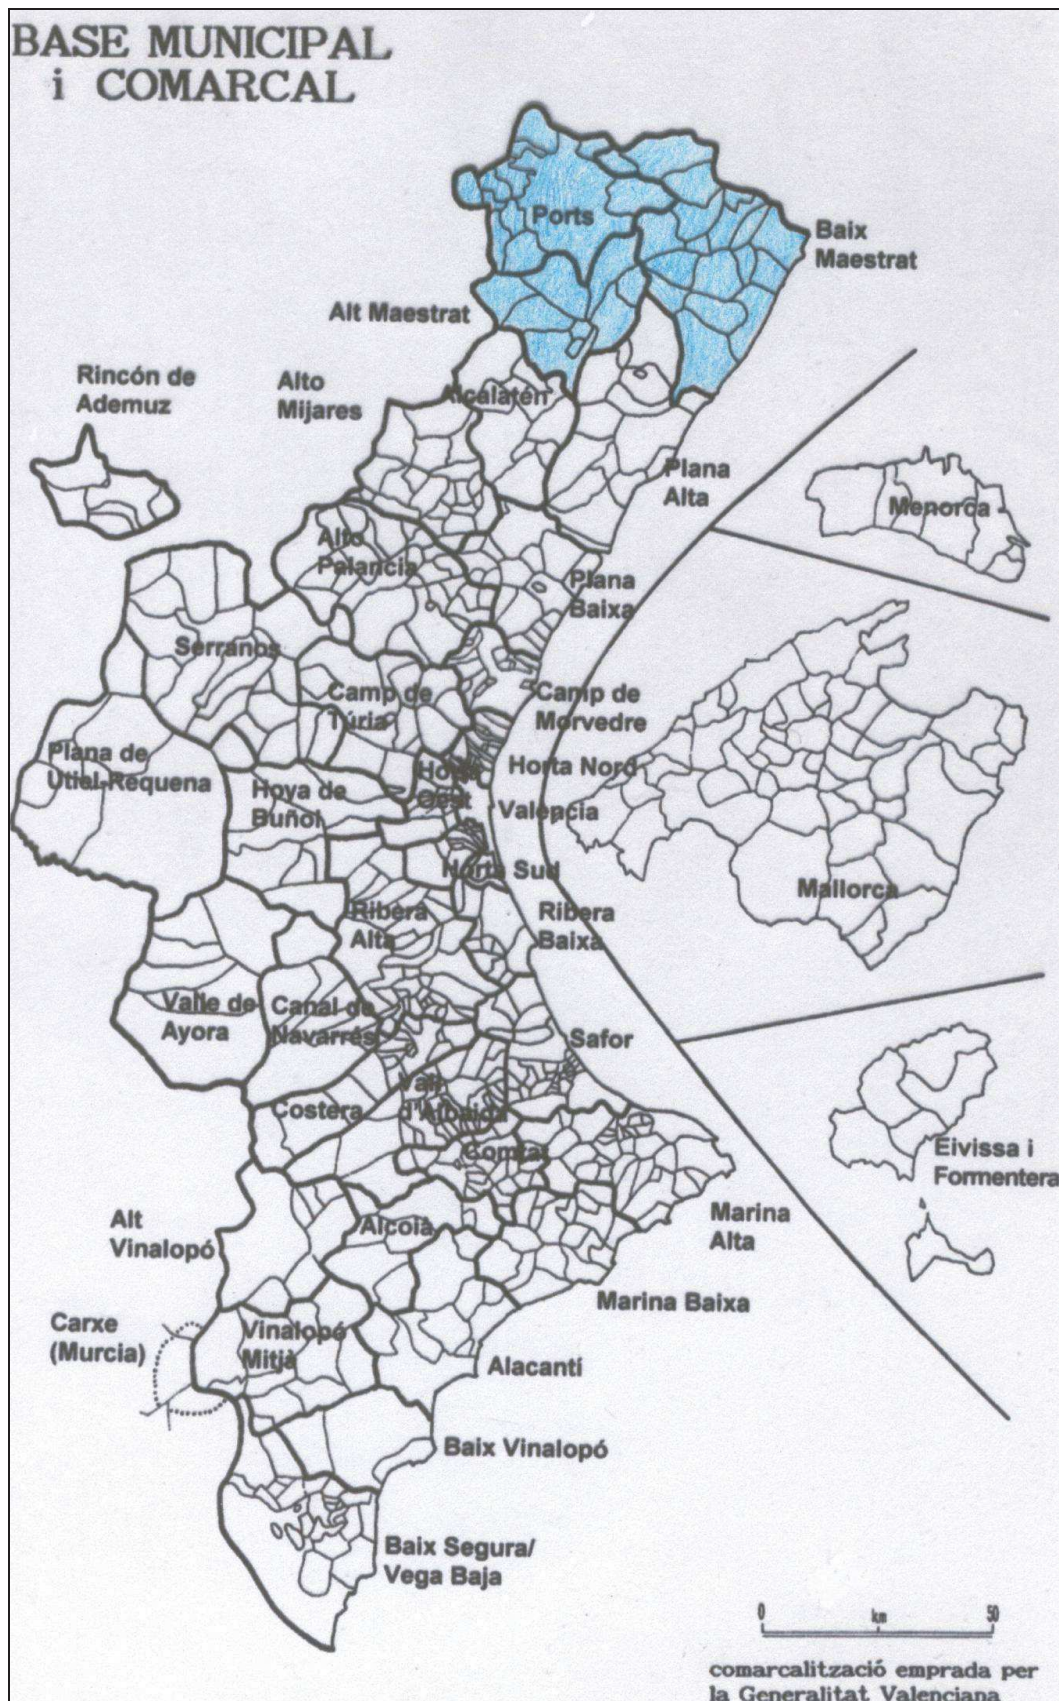 BASE MUNICIPAL
i COMARCAL
Ports
Baix
Maestrat
Alt Maestrat
Rincón de
Ademuz
Alto
Mijares
Alcalatén
Plana
Alta
Menorca
Alto
Palancia
Plana
Baixa
Serranos
Camp de
Túria
Camp de
Morvedre
Plana de
Utiel-Requena
Hoya de
Buñol
Horta
Oest
Horta Nord
València
Horta Sud
Mallorca
Ribera
Alta
Ribera
Baixa
Valle de
Ayora
Canal de
Navarrés
Safor
Costera
Vall
d'Albaida
Comtat
Eivissa i
Formentera
Alt
Vinalopó
Alcoià
Marina
Alta
Marina Baixa
Carxe
(Murcia)
Vinalopó
Mitjà
Alacantí
Baix Vinalopó
Baix Segura/
Vega Baja
0 km 50
comarcalització emprada per
la Generalitat Valenciana